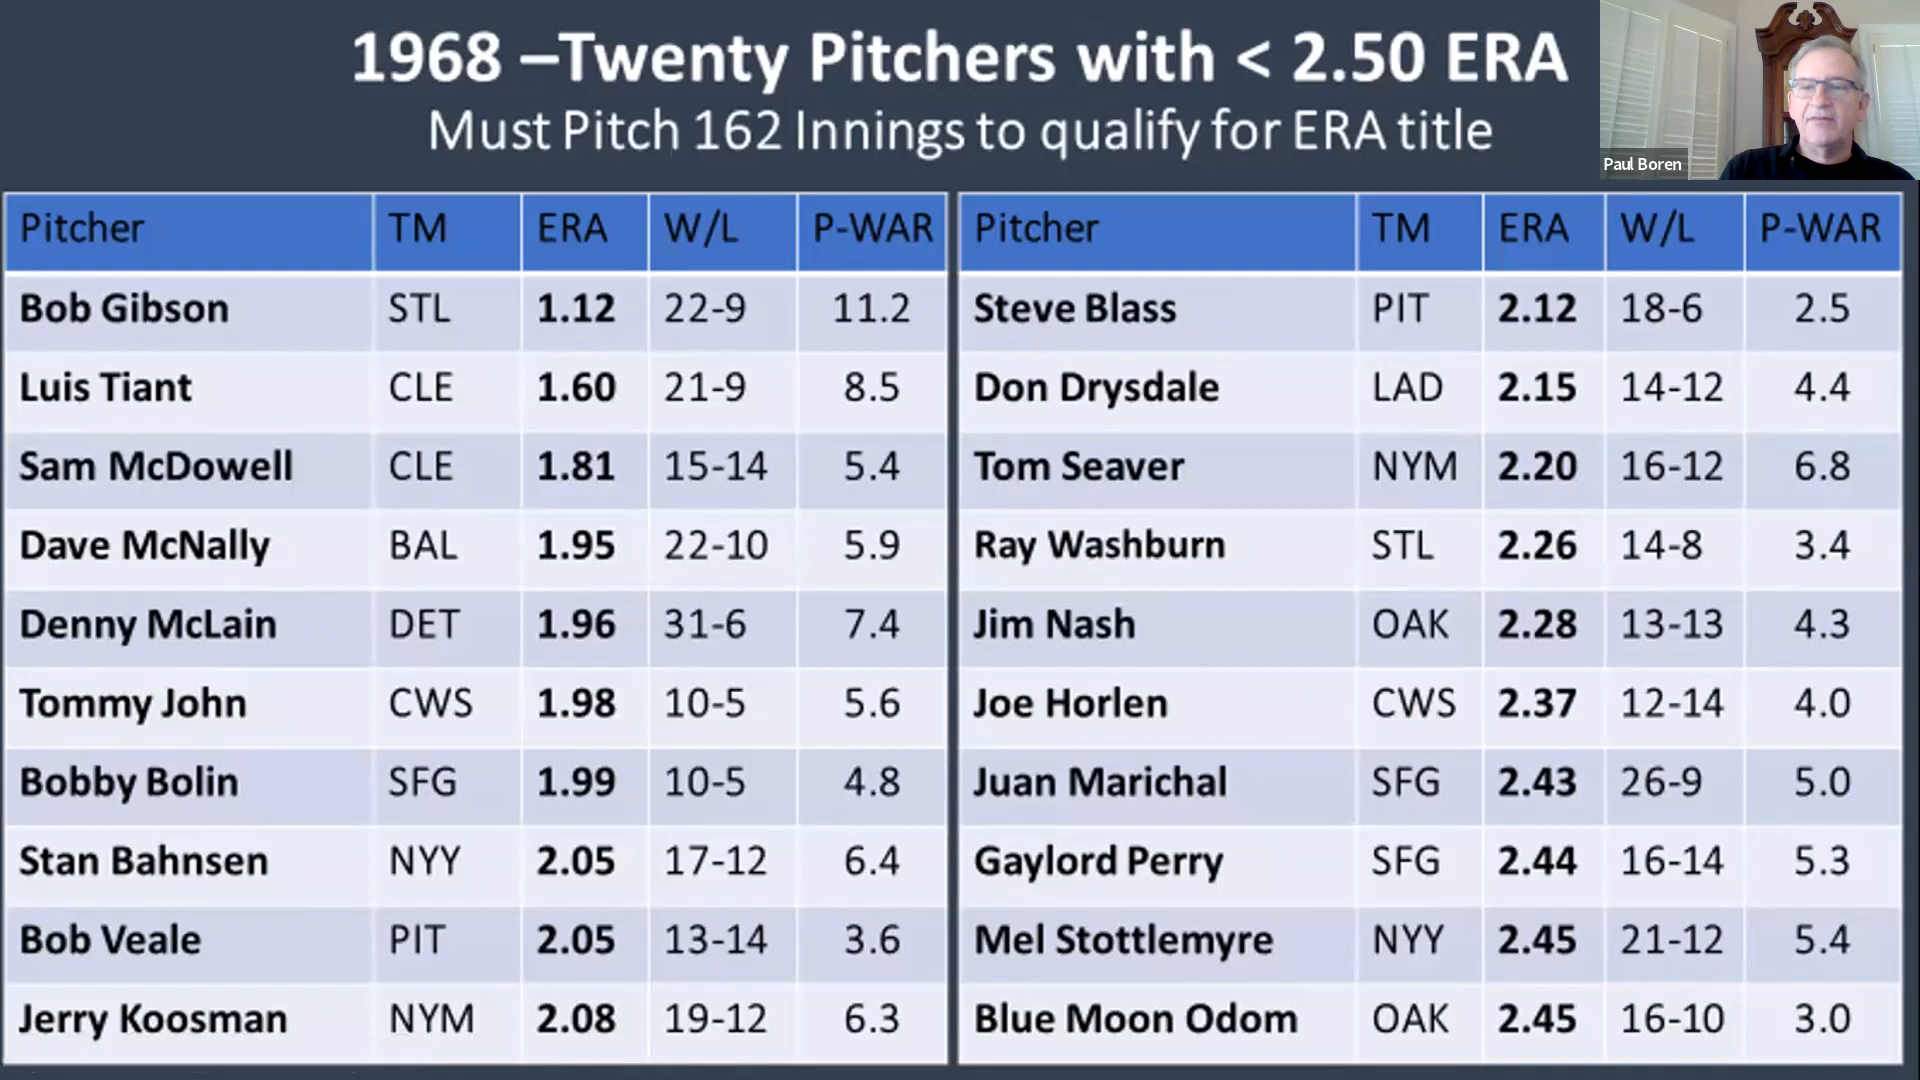 1968 –Twenty Pitchers with < 2.50 ERA
Must Pitch 162 Innings to qualify for ERA title
Paul Boren
Pitcher TM ERA W/L P-WAR
Bob Gibson STL 1.12 22-9 11.2
Luis Tiant CLE 1.60 21-9 8.5
Sam McDowell CLE 1.81 15-14 5.4
Dave McNally BAL 1.95 22-10 5.9
Denny McLain DET 1.96 31-6 7.4
Tommy John CWS 1.98 10-5 5.6
Bobby Bolin SFG 1.99 10-5 4.8
Stan Bahnsen NYY 2.05 17-12 6.4
Bob Veale PIT 2.05 13-14 3.6
Jerry Koosman NYM 2.08 19-12 6.3
Pitcher TM ERA W/L P-WAR
Steve Blass PIT 2.12 18-6 2.5
Don Drysdale LAD 2.15 14-12 4.4
Tom Seaver NYM 2.20 16-12 6.8
Ray Washburn STL 2.26 14-8 3.4
Jim Nash OAK 2.28 13-13 4.3
Joe Horlen CWS 2.37 12-14 4.0
Juan Marichal SFG 2.43 26-9 5.0
Gaylord Perry SFG 2.44 16-14 5.3
Mel Stottlemyre NYY 2.45 21-12 5.4
Blue Moon Odom OAK 2.45 16-10 3.0